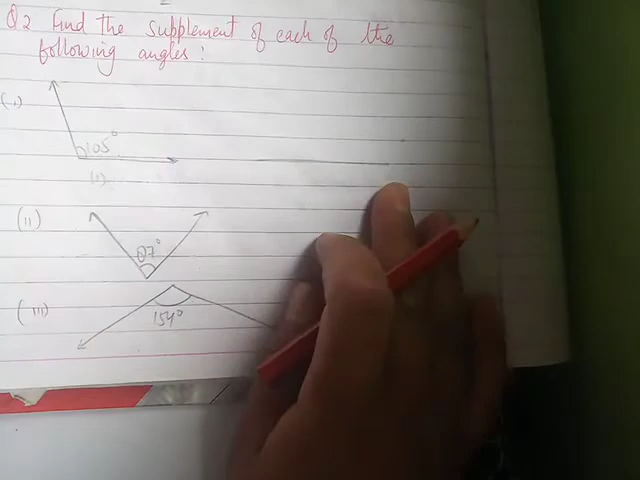 Q2 Find the supplement of each of the
following angles:
(i)
105°
(i)
(ii)
87°
(iii)
154°